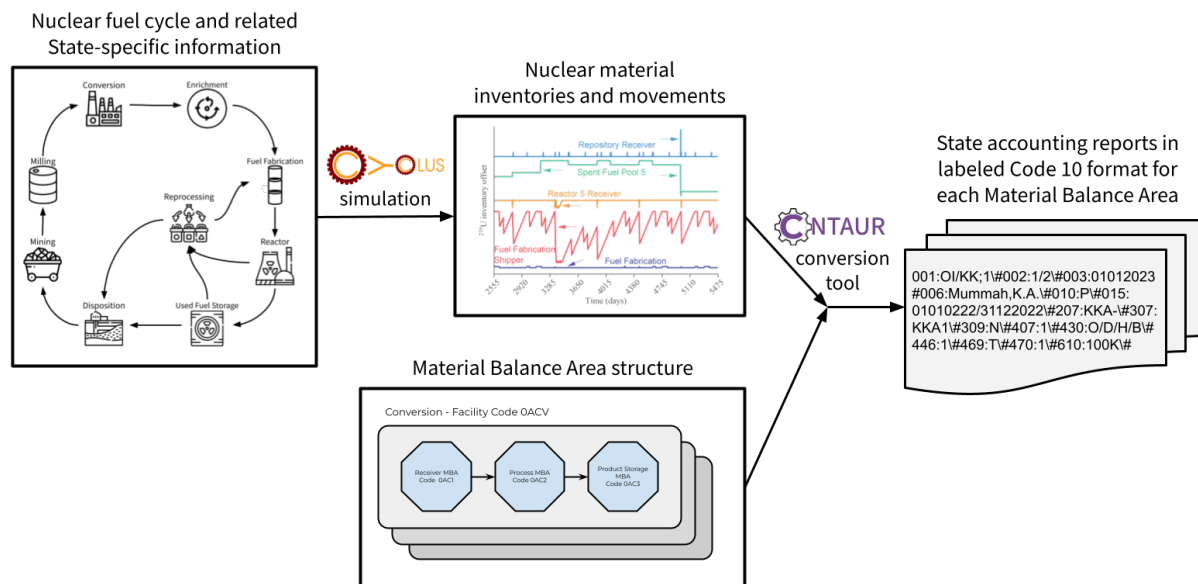 Nuclear fuel cycle and related
State-specific information
Conversion
Enrichment
Milling
Fuel Fabrication
Reprocessing
Mining
Reactor
Disposition
Used Fuel Storage
CYCLUS
simulation
Nuclear material
inventories and movements
Repository Receiver
Spent Fuel Pool 5
Reactor 5 Receiver
Fuel Fabrication
Shipper
Fuel Fabrication
²³⁵U inventory offset
2555 2920 3285 3650 4015 4380 4745 5110 5475
Time (days)
Material Balance Area structure
Conversion - Facility Code 0ACV
Receiver MBA
Code 0AC1
Process MBA
Code 0AC2
Product Storage
MBA
Code 0AC3
CNTAUR
conversion
tool
State accounting reports in
labeled Code 10 format for
each Material Balance Area
001:OI/KK;1\#002:1/2\#003:01012023
#006:Mummah,K.A.\#010:P\#015:
01010222/31122022\#207:KKA-\#307:
KKA1\#309:N\#407:1\#430:O/D/H/B\#
446:1\#469:T\#470:1\#610:100K\#